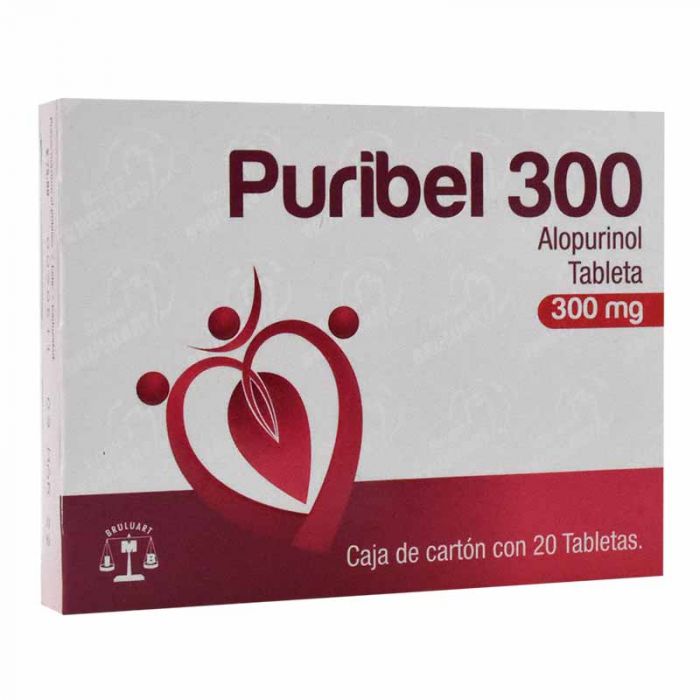 Puribel 300
Alopurinol
Tableta
300 mg
BRULUART
L M B
Caja de cartón con 20 Tabletas.